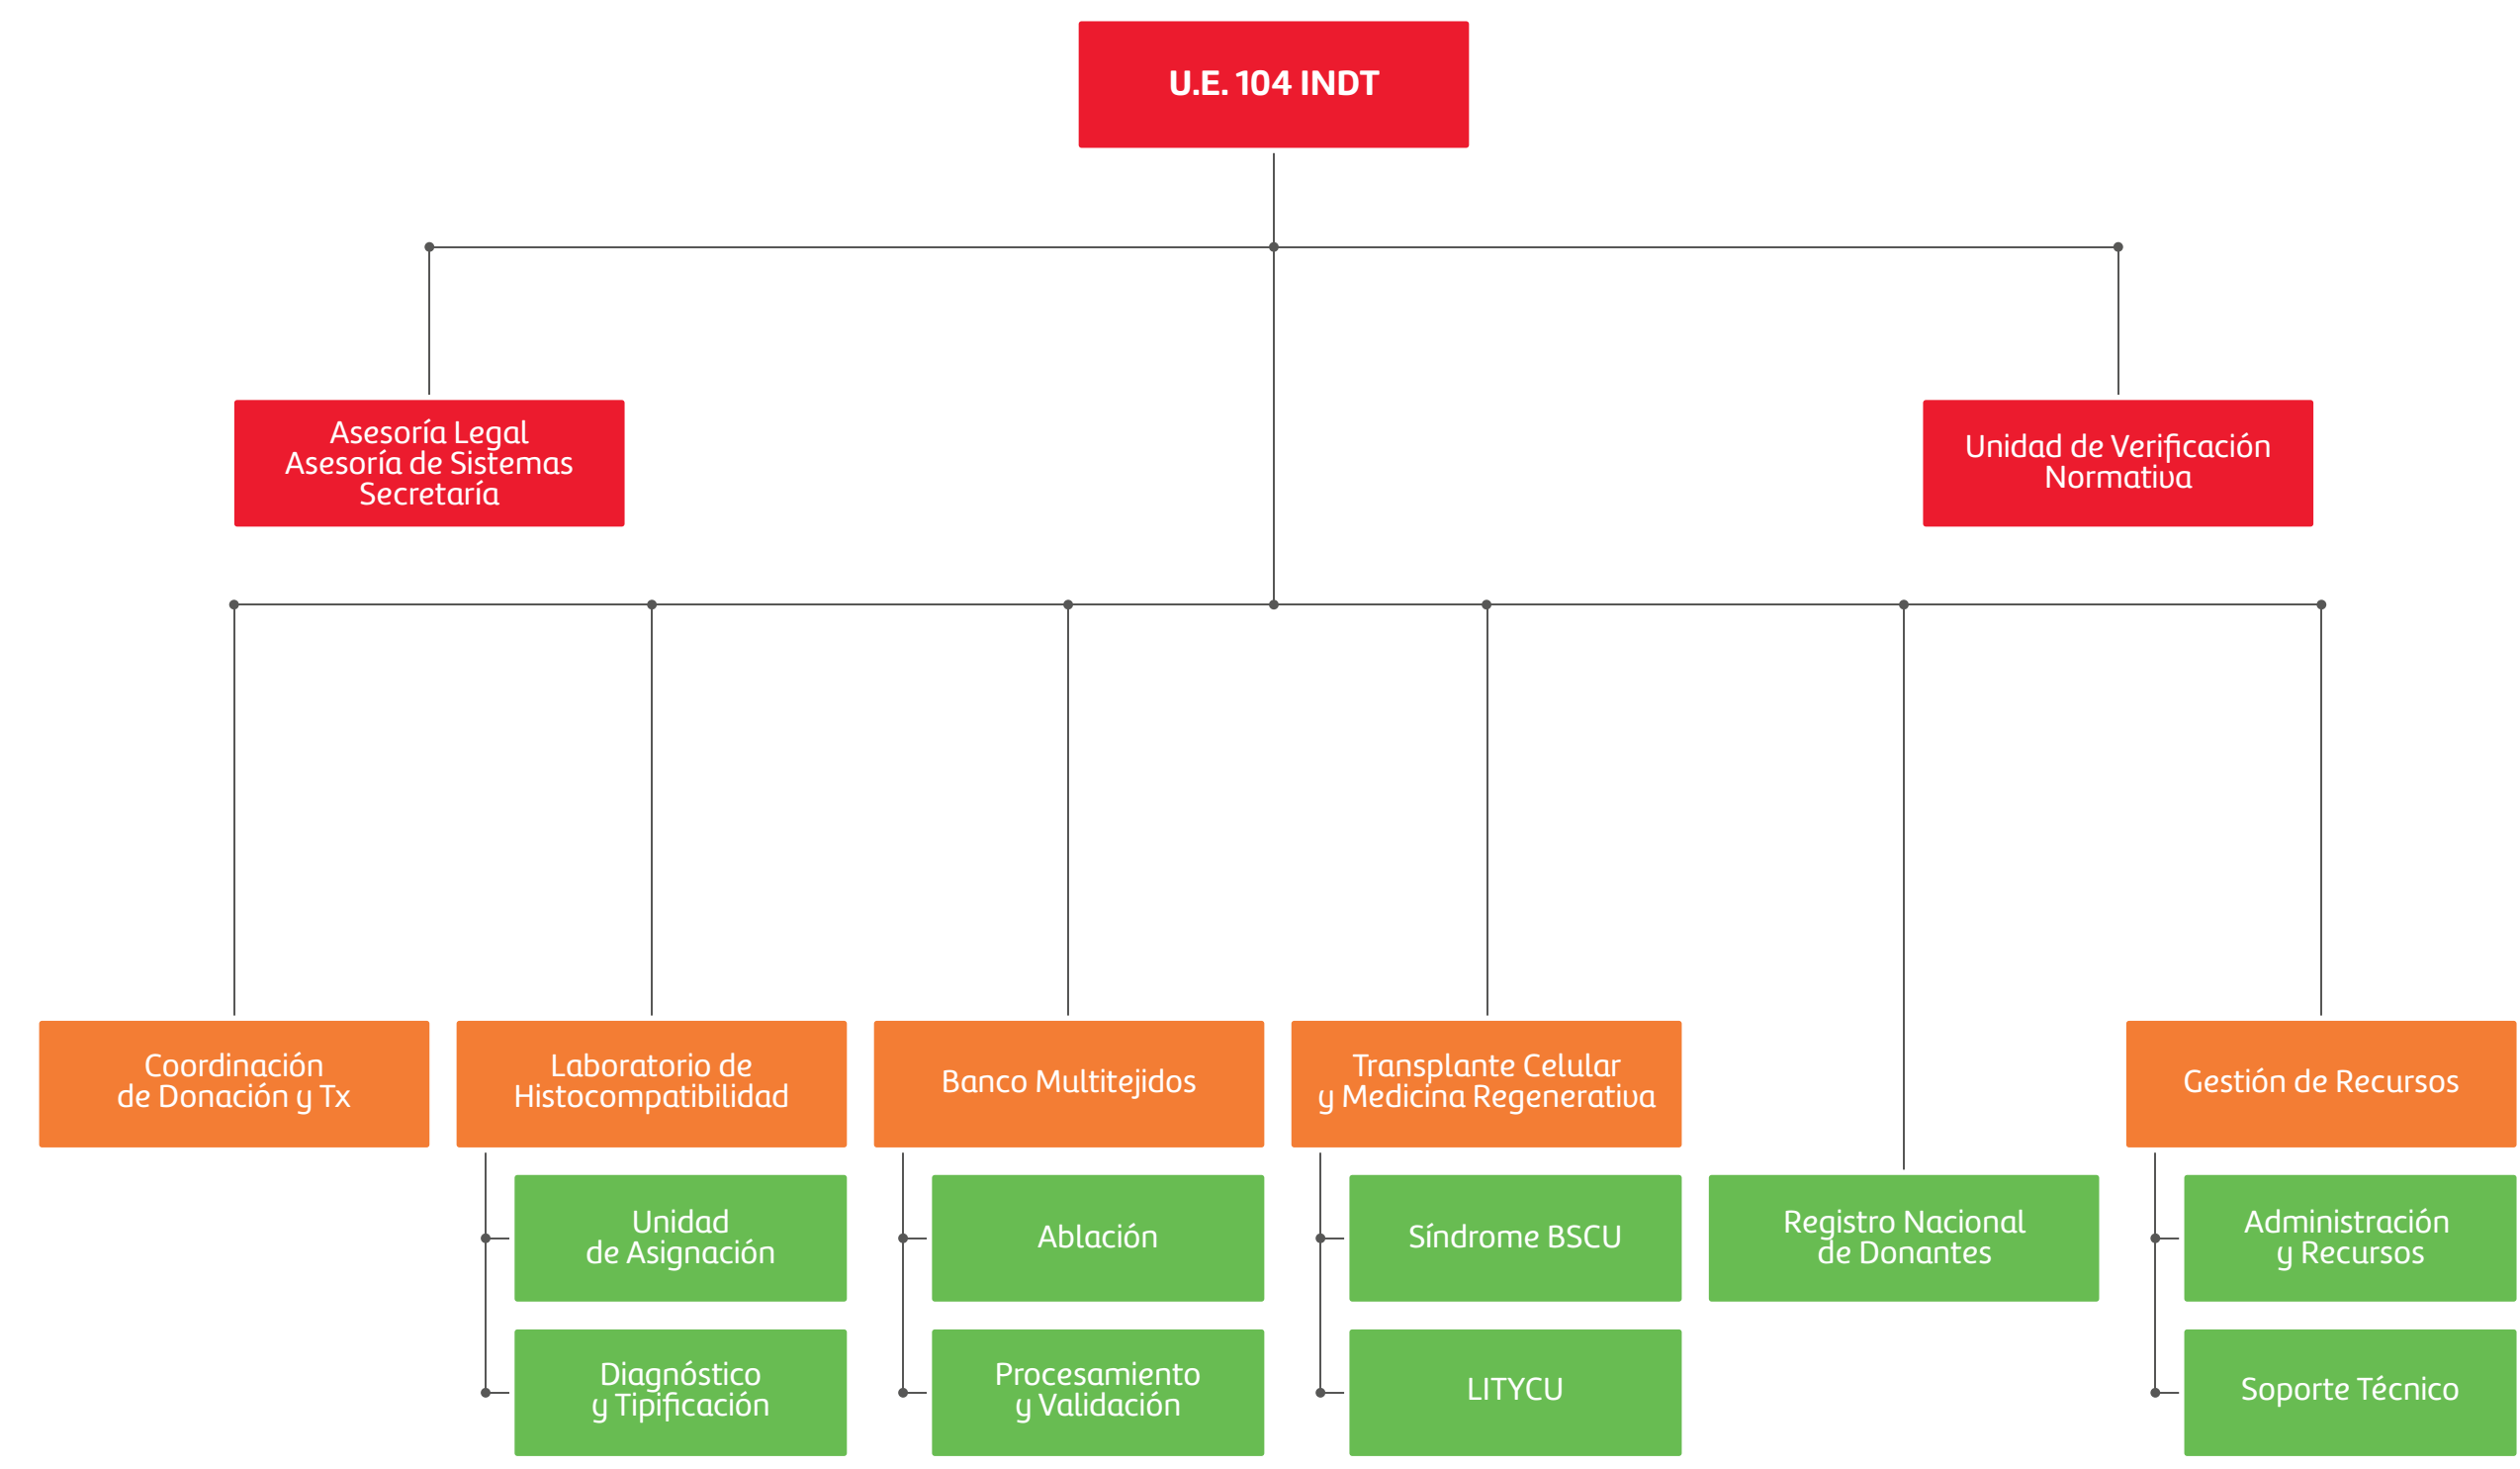 U.E. 104 INDT
Asesoría Legal
Asesoría de Sistemas
Secretaría
Unidad de Verificación
Normativa
Coordinación
de Donación y Tx
Laboratorio de
Histocompatibilidad
Banco Multitejidos
Transplante Celular
y Medicina Regenerativa
Gestión de Recursos
Unidad
de Asignación
Ablación
Síndrome BSCU
Registro Nacional
de Donantes
Administración
y Recursos
Diagnóstico
y Tipificación
Procesamiento
y Validación
LITYCU
Soporte Técnico